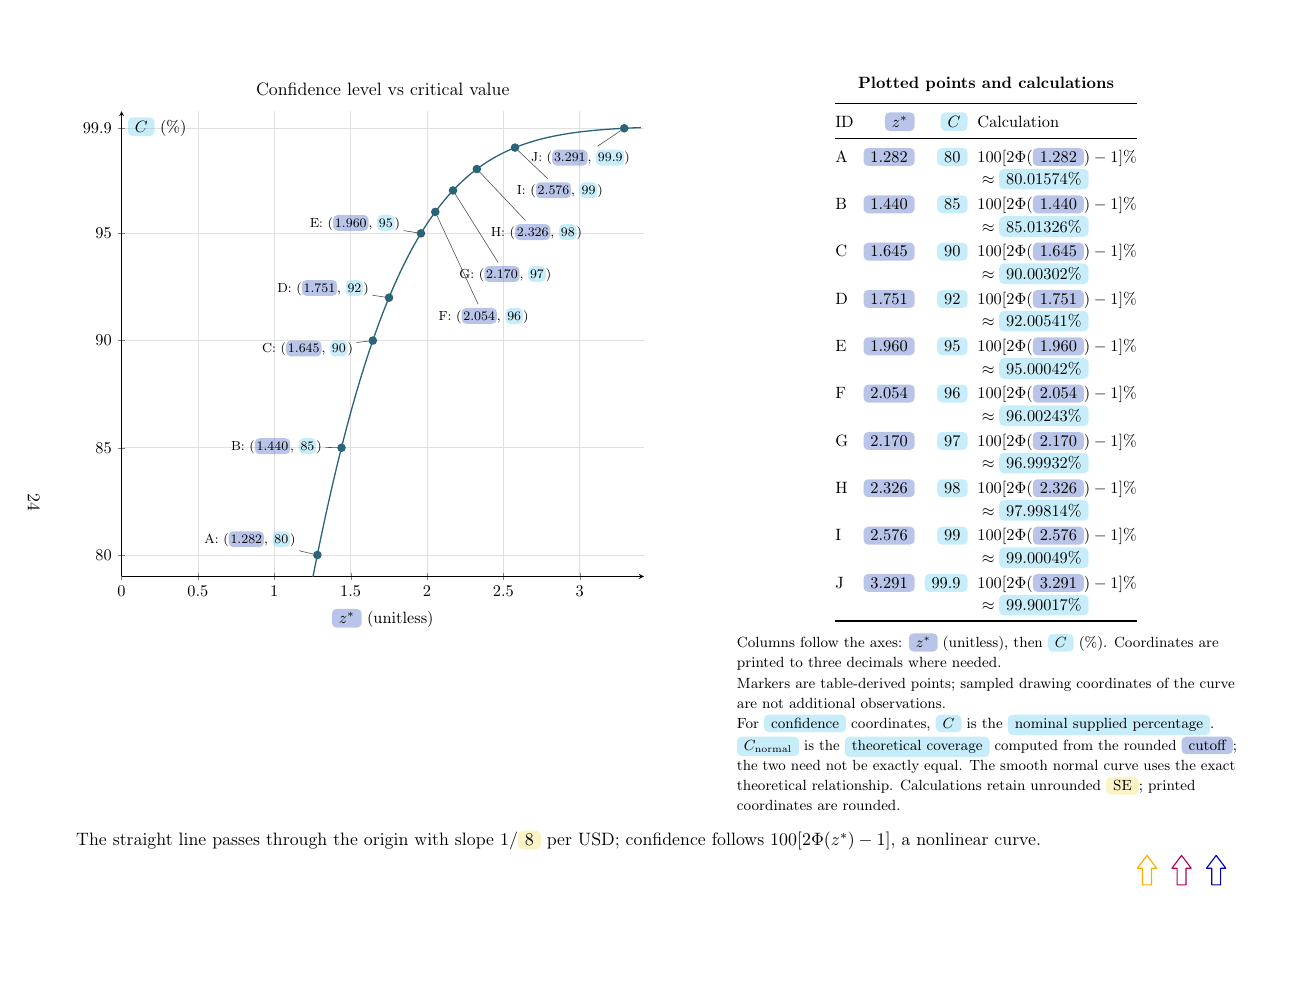 Confidence level vs critical value
C (%)
99.9
95
90
85
80
0 0.5 1 1.5 2 2.5 3
z* (unitless)
J: (3.291, 99.9)
I: (2.576, 99)
E: (1.960, 95)
H: (2.326, 98)
G: (2.170, 97)
D: (1.751, 92)
F: (2.054, 96)
C: (1.645, 90)
B: (1.440, 85)
A: (1.282, 80)
24
Plotted points and calculations
ID z* C Calculation
A 1.282 80 100[2Φ(1.282) − 1]%
≈ 80.01574%
B 1.440 85 100[2Φ(1.440) − 1]%
≈ 85.01326%
C 1.645 90 100[2Φ(1.645) − 1]%
≈ 90.00302%
D 1.751 92 100[2Φ(1.751) − 1]%
≈ 92.00541%
E 1.960 95 100[2Φ(1.960) − 1]%
≈ 95.00042%
F 2.054 96 100[2Φ(2.054) − 1]%
≈ 96.00243%
G 2.170 97 100[2Φ(2.170) − 1]%
≈ 96.99932%
H 2.326 98 100[2Φ(2.326) − 1]%
≈ 97.99814%
I 2.576 99 100[2Φ(2.576) − 1]%
≈ 99.00049%
J 3.291 99.9 100[2Φ(3.291) − 1]%
≈ 99.90017%
Columns follow the axes: z* (unitless), then C (%). Coordinates are
printed to three decimals where needed.
Markers are table-derived points; sampled drawing coordinates of the curve
are not additional observations.
For confidence coordinates, C is the nominal supplied percentage.
C_normal is the theoretical coverage computed from the rounded cutoff;
the two need not be exactly equal. The smooth normal curve uses the exact
theoretical relationship. Calculations retain unrounded SE; printed
coordinates are rounded.
The straight line passes through the origin with slope 1/8 per USD; confidence follows 100[2Φ(z*) − 1], a nonlinear curve.